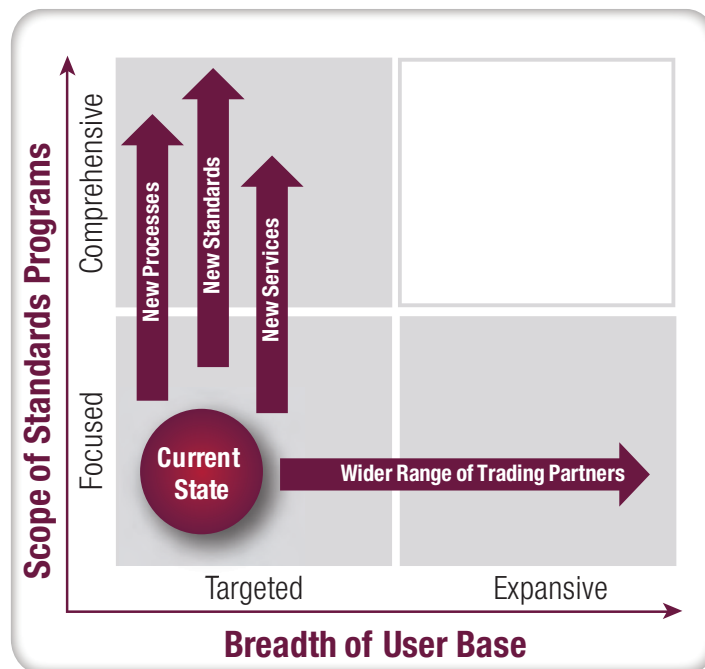 Scope of Standards Programs
Comprehensive
Focused
New Processes
New Standards
New Services
Current
State
Wider Range of Trading Partners
Targeted
Expansive
Breadth of User Base